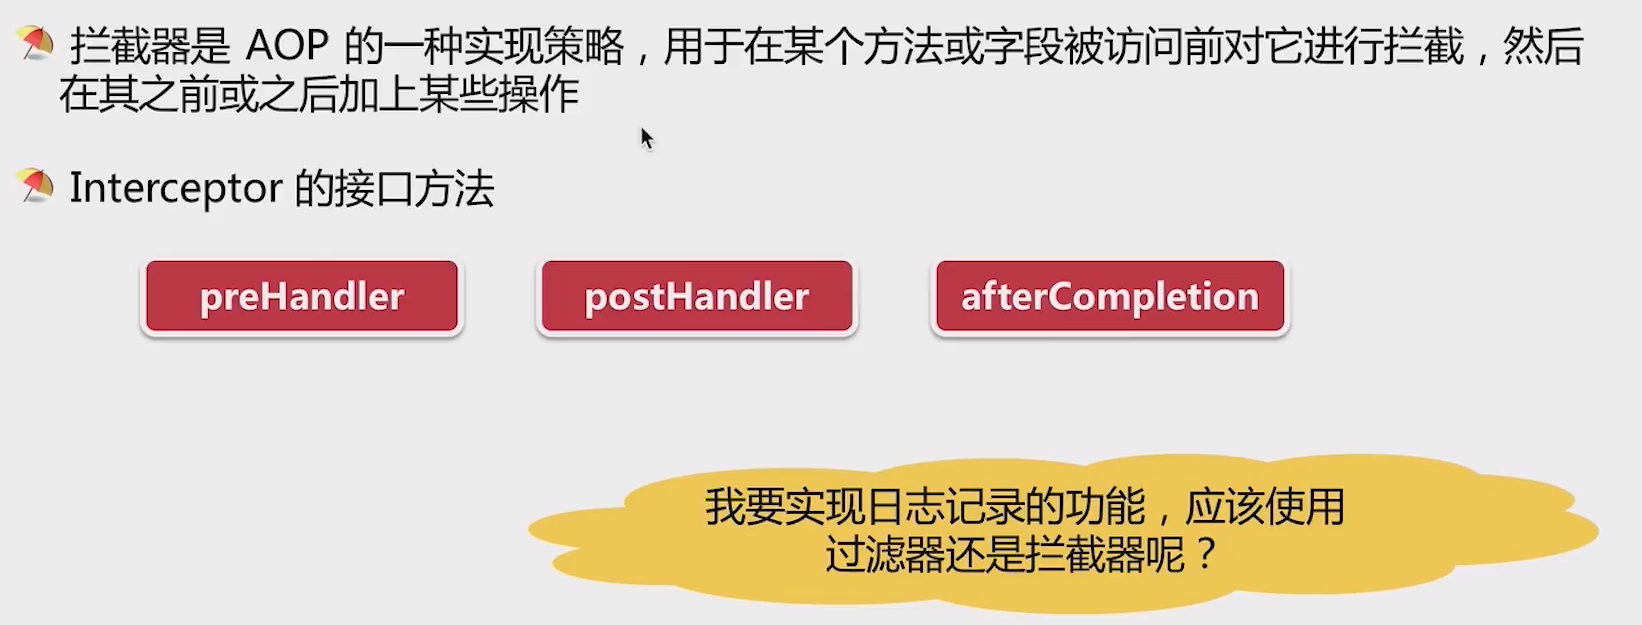 拦截器是 AOP 的一种实现策略，用于在某个方法或字段被访问前对它进行拦截，然后
在其之前或之后加上某些操作
Interceptor 的接口方法
preHandler
postHandler
afterCompletion
我要实现日志记录的功能，应该使用
过滤器还是拦截器呢？